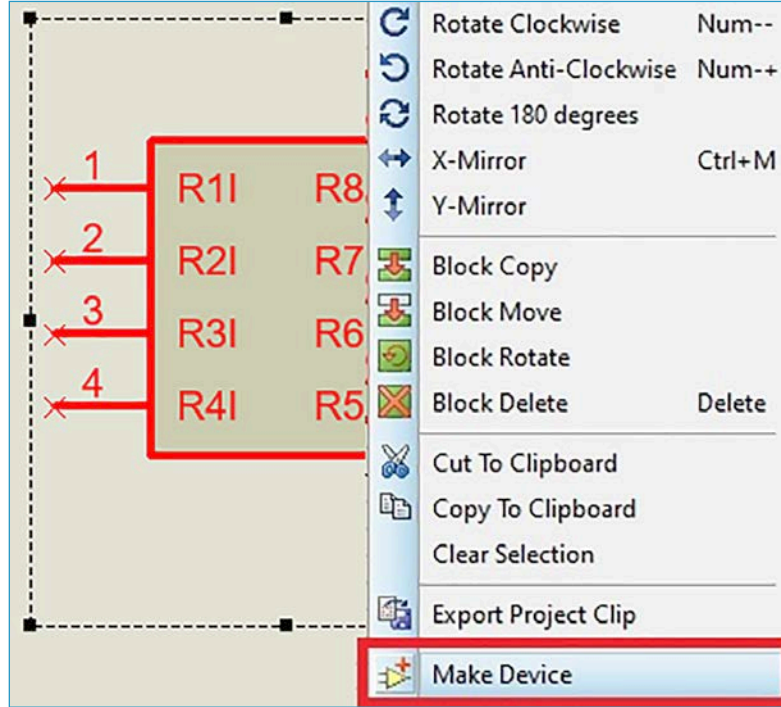 1
2
3
4
R1I R8
R2I R7
R3I R6
R4I R5
Rotate Clockwise Num--
Rotate Anti-Clockwise Num-+
Rotate 180 degrees
X-Mirror Ctrl+M
Y-Mirror
Block Copy
Block Move
Block Rotate
Block Delete Delete
Cut To Clipboard
Copy To Clipboard
Clear Selection
Export Project Clip
Make Device